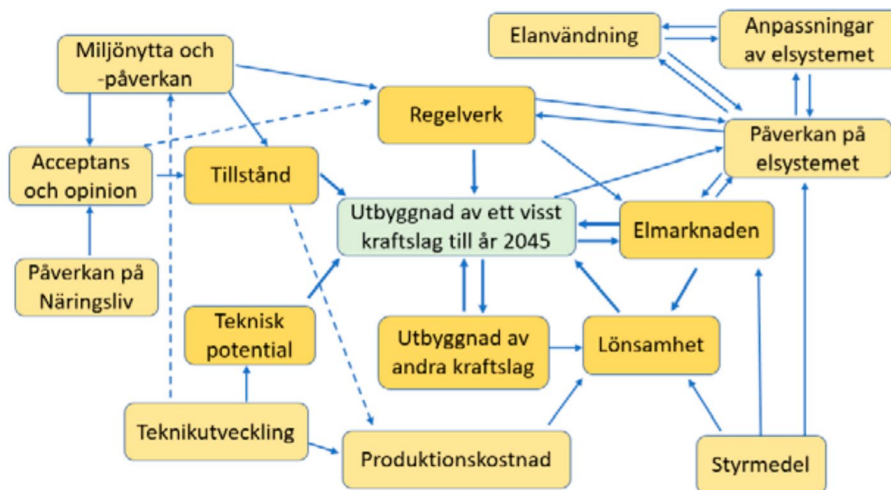 Miljönytta och
-påverkan
Elanvändning
Anpassningar
av elsystemet
Regelverk
Påverkan på
elsystemet
Acceptans
och opinion
Tillstånd
Utbyggnad av ett visst
kraftslag till år 2045
Elmarknaden
Påverkan på
Näringsliv
Teknisk
potential
Utbyggnad av
andra kraftslag
Lönsamhet
Teknikutveckling
Produktionskostnad
Styrmedel